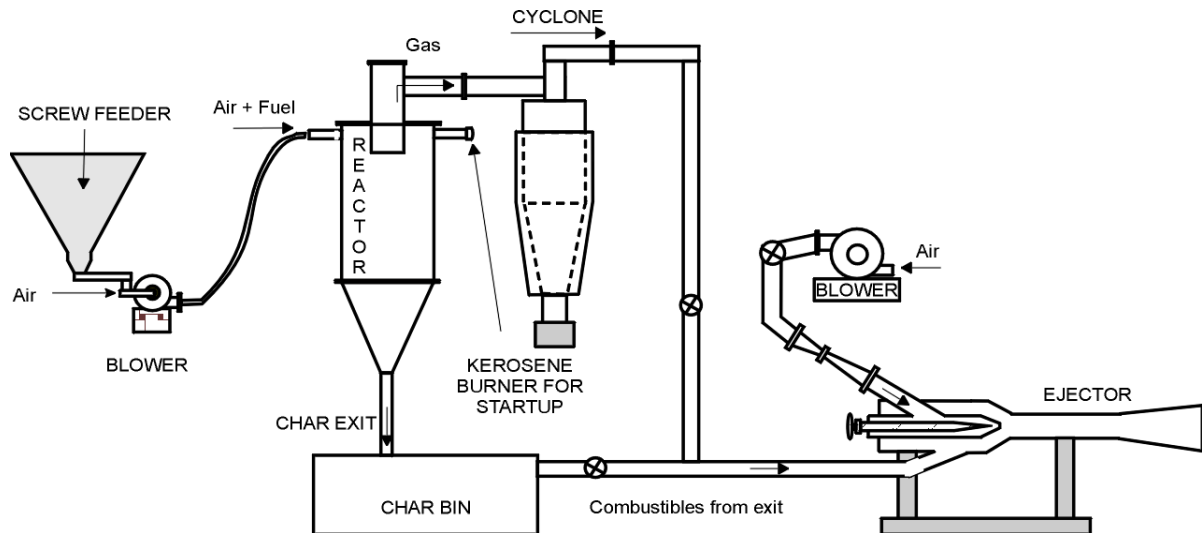 CYCLONE
Gas
Air + Fuel
SCREW FEEDER
REACTOR
Air
BLOWER
Air
BLOWER
KEROSENE
BURNER FOR
STARTUP
EJECTOR
CHAR EXIT
CHAR BIN
Combustibles from exit